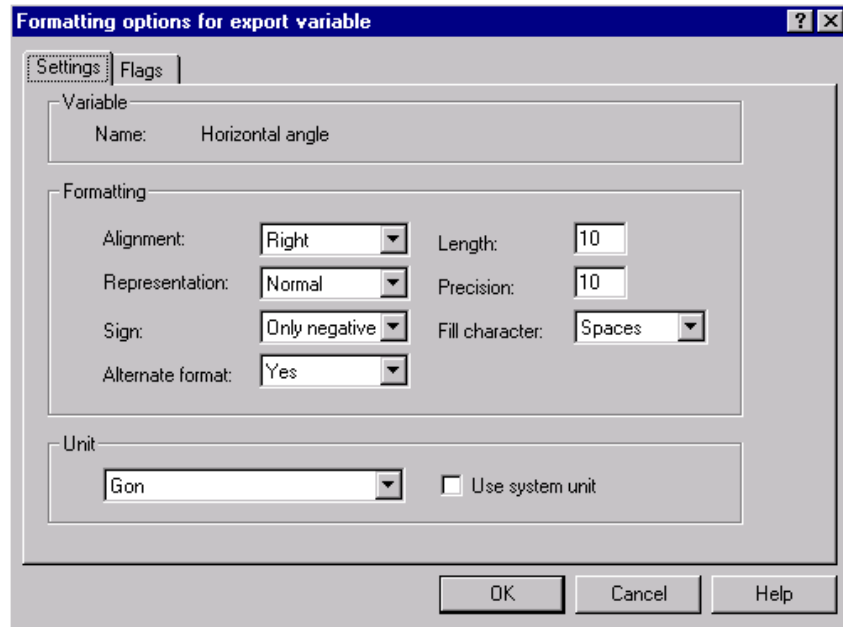 Formatting options for export variable
Settings Flags
Variable
Name: Horizontal angle
Formatting
Alignment: Right Length: 10
Representation: Normal Precision: 10
Sign: Only negative Fill character: Spaces
Alternate format: Yes
Unit
Gon Use system unit
OK Cancel Help